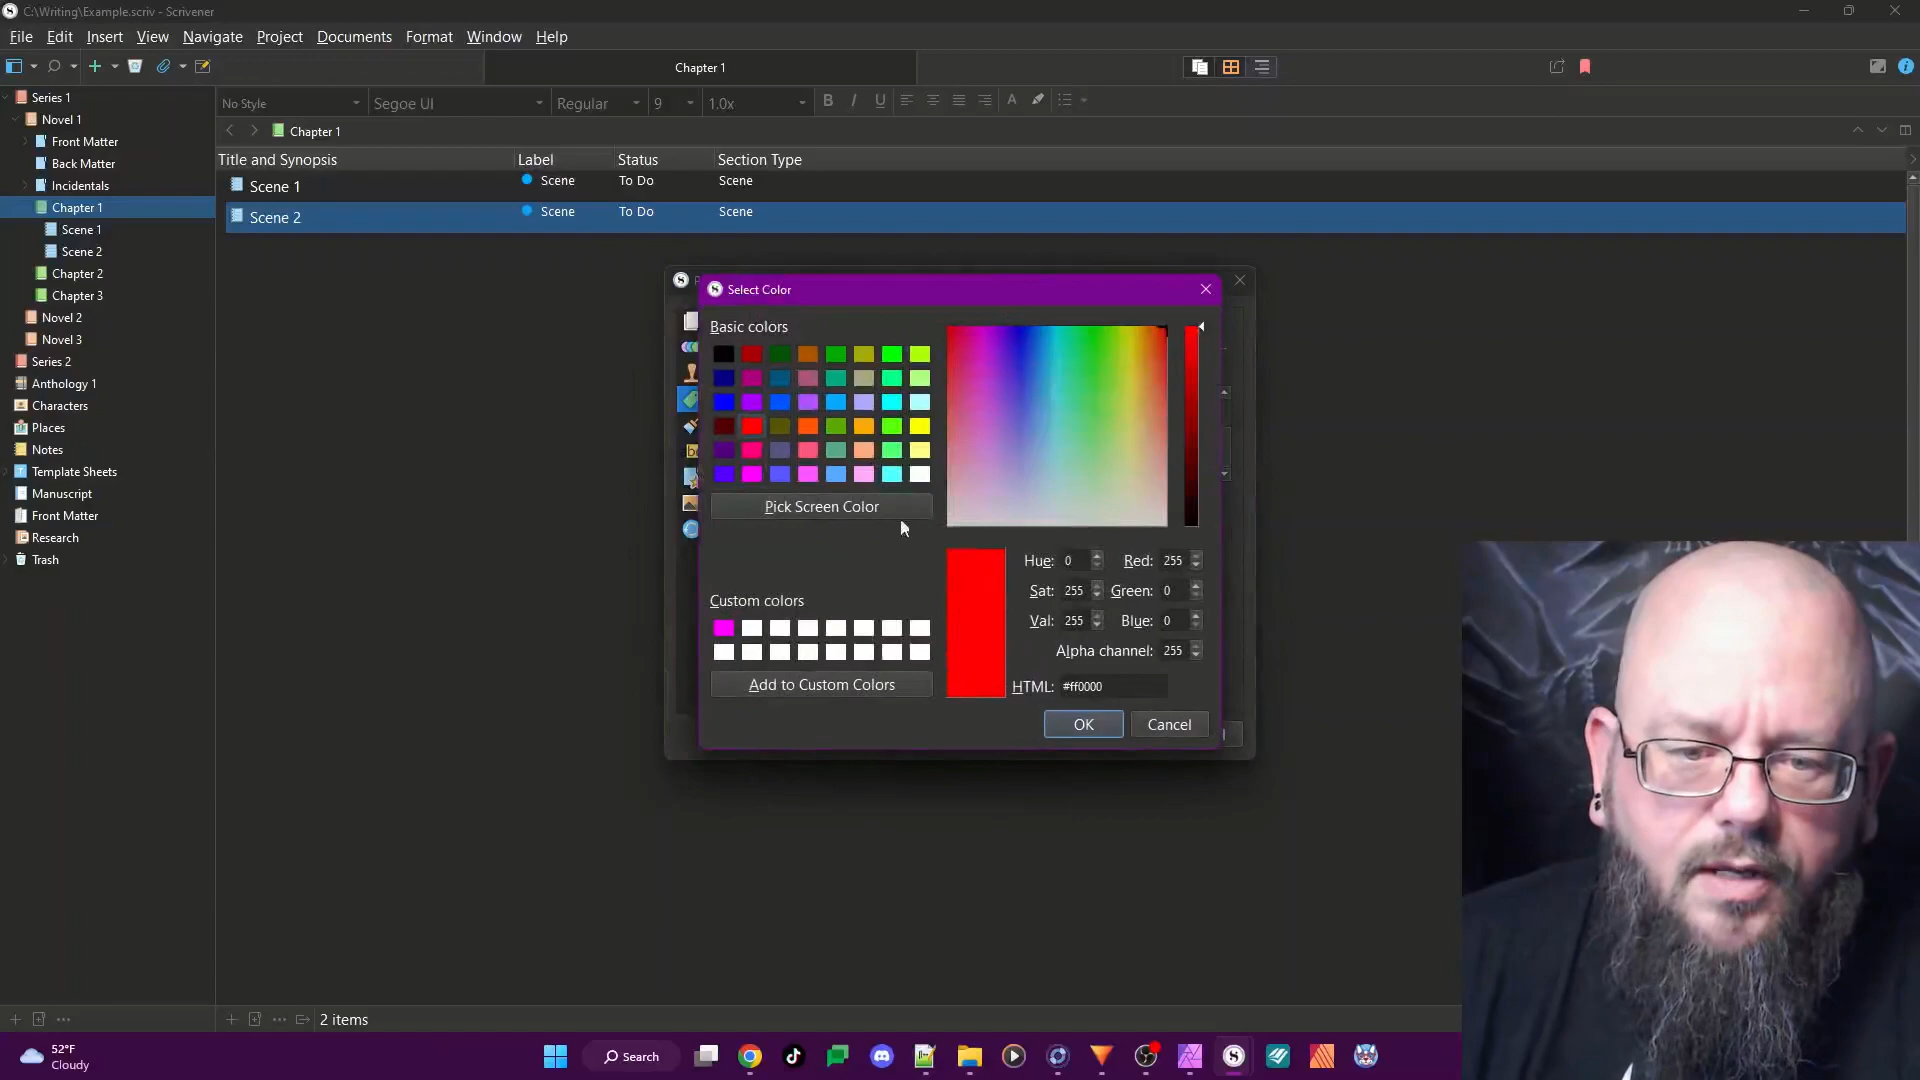 C:\Writing\Example.scriv - Scrivener
File Edit Insert View Navigate Project Documents Format Window Help
Chapter 1
No Style Segoe UI Regular 9 1.0x B I U A
Chapter 1
Title and Synopsis Label Status Section Type
Scene 1 Scene To Do Scene
Scene 2 Scene To Do Scene
Series 1
Novel 1
Front Matter
Back Matter
Incidentals
Chapter 1
Scene 1
Scene 2
Chapter 2
Chapter 3
Novel 2
Novel 3
Series 2
Anthology 1
Characters
Places
Notes
Template Sheets
Manuscript
Front Matter
Research
Trash
Select Color
Basic colors
Pick Screen Color
Custom colors
Add to Custom Colors
Hue: 0 Red: 255
Sat: 255 Green: 0
Val: 255 Blue: 0
Alpha channel: 255
HTML: #ff0000
OK Cancel
2 items
52°F
Cloudy
Search